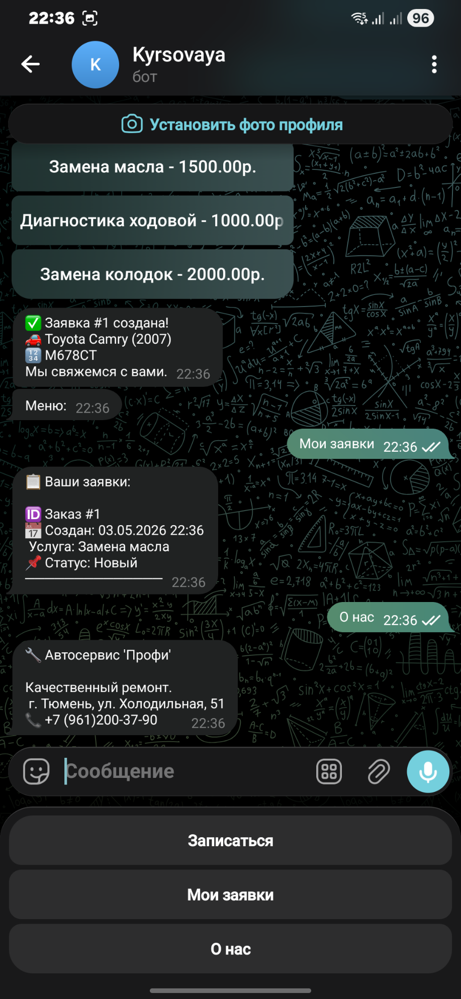 22:36
96
K
Kyrsovaya
бот
Установить фото профиля
Замена масла - 1500.00р.
Диагностика ходовой - 1000.00р
Замена колодок - 2000.00р.
✅ Заявка #1 создана!
🚗 Toyota Camry (2007)
🔢 М678СТ
Мы свяжемся с вами. 22:36
Меню: 22:36
Мои заявки 22:36
📋 Ваши заявки:
🆔 Заказ #1
📅 Создан: 03.05.2026 22:36
Услуга: Замена масла
📌 Статус: Новый
____________________ 22:36
О нас 22:36
🔧 Автосервис 'Профи'
Качественный ремонт.
г. Тюмень, ул. Холодильная, 51
📞 +7 (961)200-37-90 22:36
Сообщение
Записаться
Мои заявки
О нас